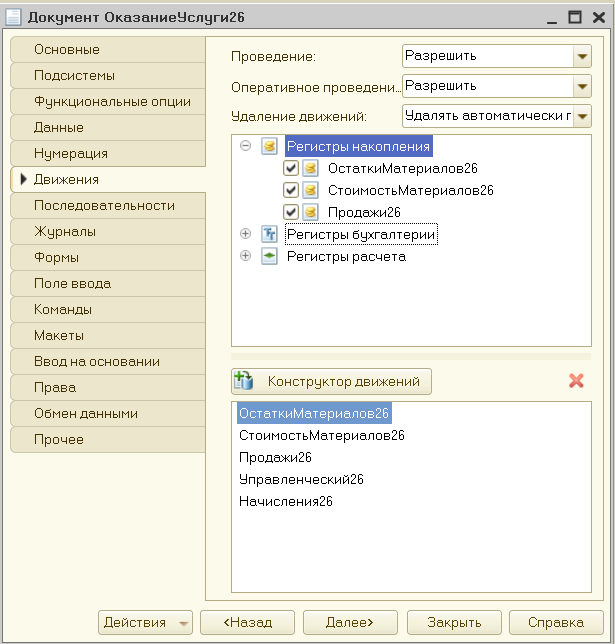 Документ ОказаниеУслуги26
Основные
Подсистемы
Функциональные опции
Данные
Нумерация
Движения
Последовательности
Журналы
Формы
Поле ввода
Команды
Макеты
Ввод на основании
Права
Обмен данными
Прочее
Проведение: Разрешить
Оперативное проведени... Разрешить
Удаление движений: Удалять автоматически г
Регистры накопления
ОстаткиМатериалов26
СтоимостьМатериалов26
Продажи26
Регистры бухгалтерии
Регистры расчета
Конструктор движений
ОстаткиМатериалов26
СтоимостьМатериалов26
Продажи26
Управленческий26
Начисления26
Действия <Назад Далее> Закрыть Справка